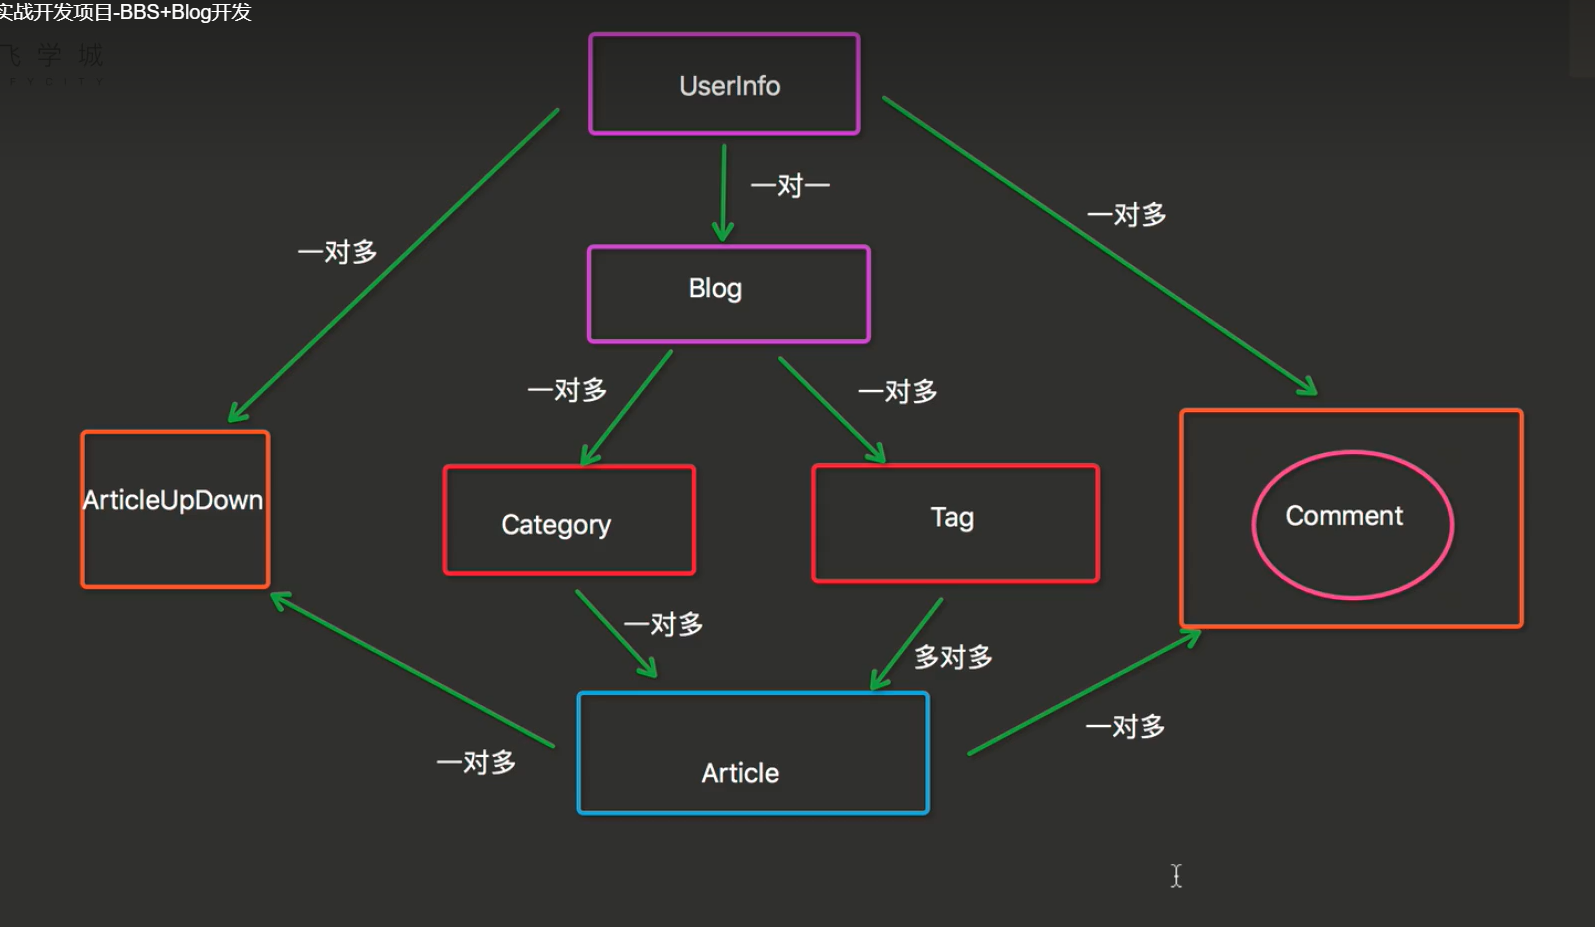 实战开发项目-BBS+Blog开发
飞学城
UserInfo
一对一
一对多
一对多
Blog
一对多
一对多
ArticleUpDown
Category
Tag
Comment
一对多
多对多
一对多
一对多
Article